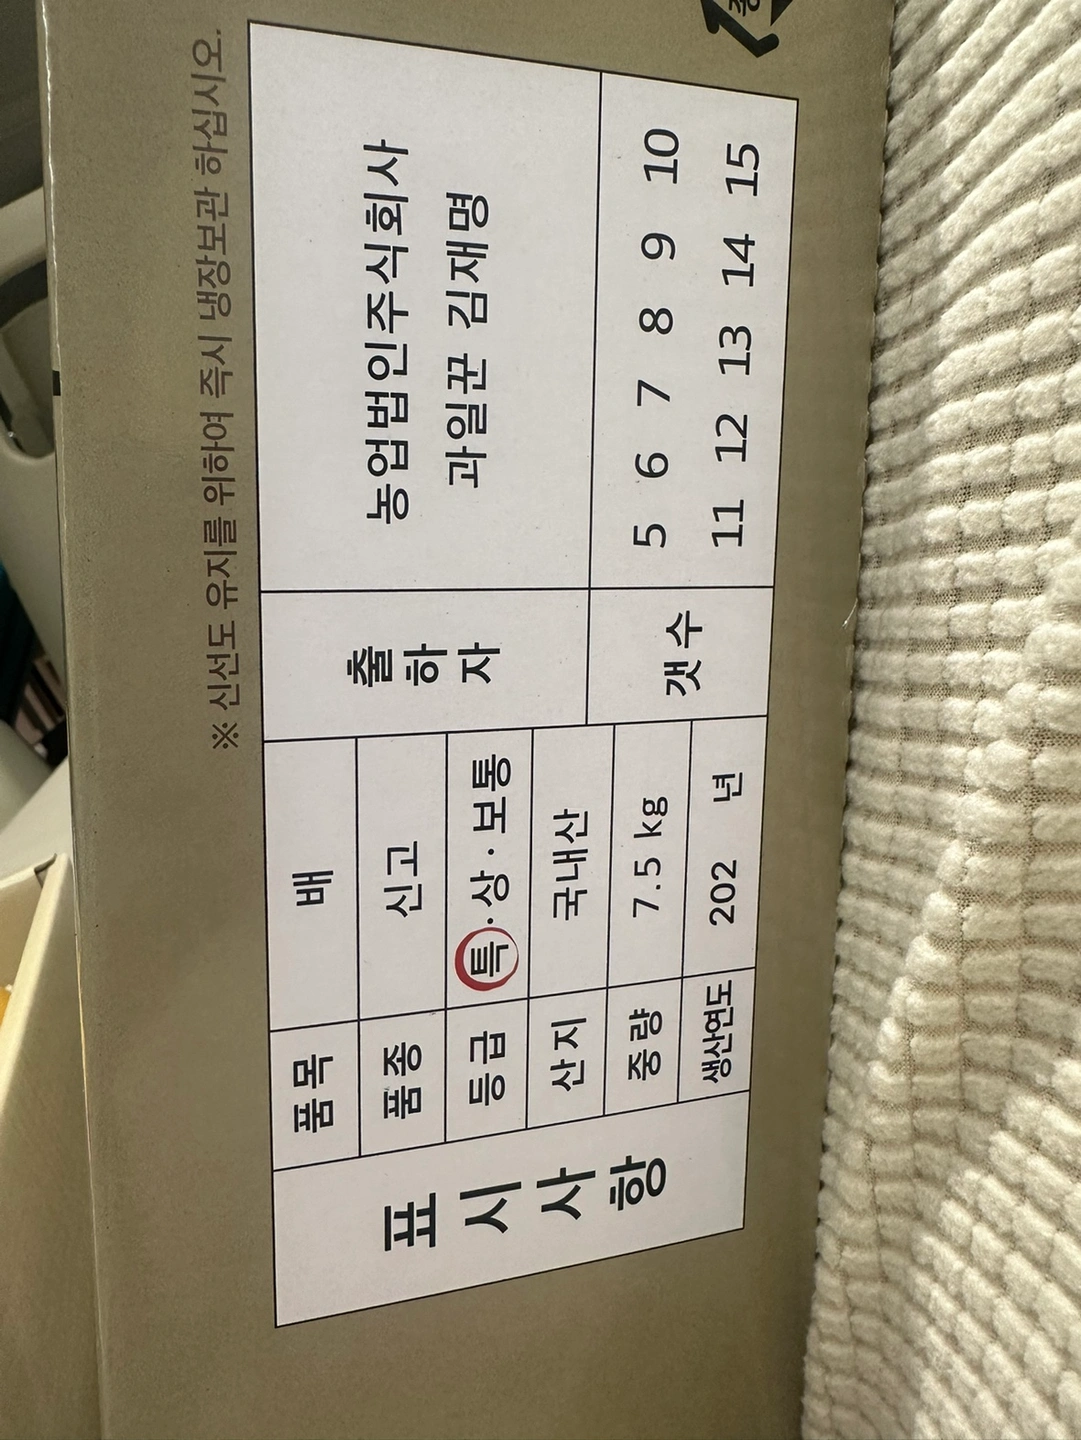 ※ 신선도 유지를 위하여 즉시 냉장보관 하십시오.
표시사항
품목 배
품종 신고
등급 특·상·보통
산지 국내산
중량 7.5 kg
생산연도 202 년
출하자
농업법인주식회사
과일꾼 김재명
갯수
5 6 7 8 9 10
11 12 13 14 15